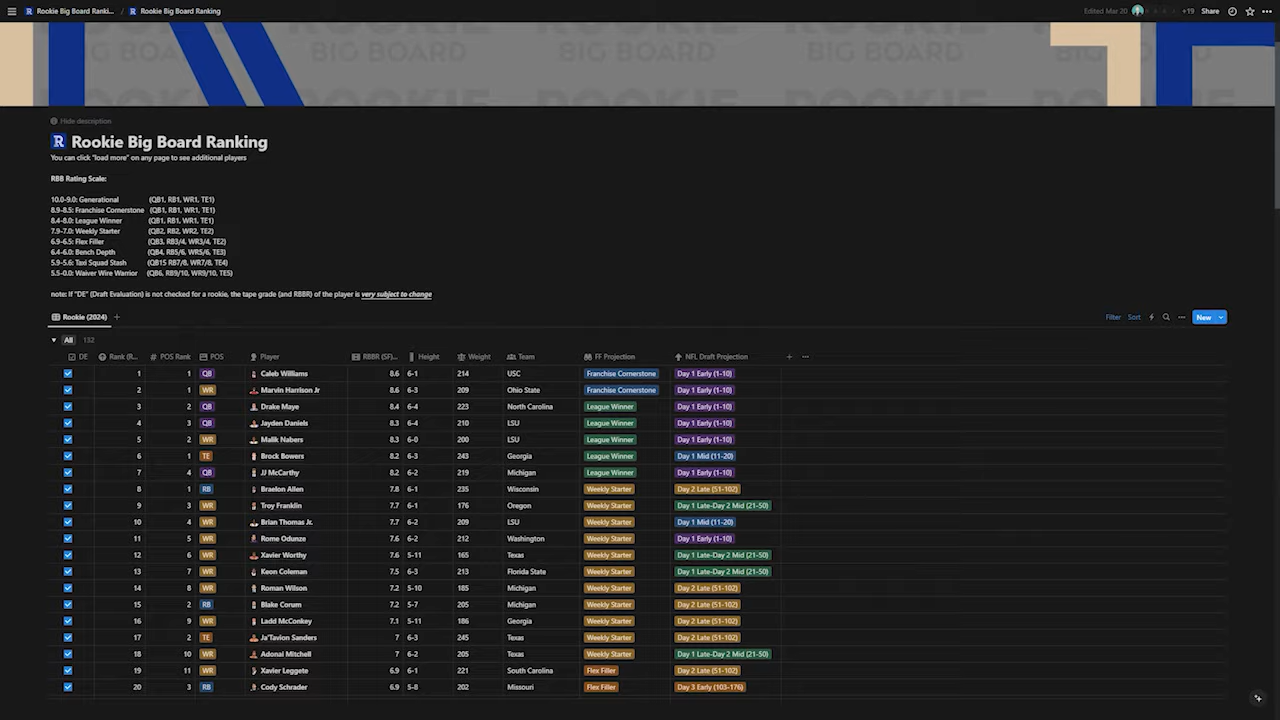 Rookie Big Board Ranki... / Rookie Big Board Ranking Edited Mar 20 +19 Share
ROOKIE ROOKIE ROOKIE
BIG BOARD BIG BOARD BIG BOARD
ROOKIE ROOKIE ROOKIE ROOKIE
Hide description
Rookie Big Board Ranking
You can click "load more" on any page to see additional players
RBB Rating Scale:
10.0-9.0: Generational (QB1, RB1, WR1, TE1)
8.9-8.5: Franchise Cornerstone (QB1, RB1, WR1, TE1)
8.4-8.0: League Winner (QB1, RB1, WR1, TE1)
7.9-7.0: Weekly Starter (QB2, RB2, WR2, TE2)
6.9-6.5: Flex Filler (QB3, RB3/4, WR3/4, TE2)
6.4-6.0: Bench Depth (QB4, RB5/6, WR5/6, TE3)
5.9-5.6: Taxi Squad Stash (QB15 RB7/8, WR7/8, TE4)
5.5-0.0: Waiver Wire Warrior (QB6, RB9/10, WR9/10, TE5)
note: If "DE" (Draft Evaluation) is not checked for a rookie, the tape grade (and RBBR) of the player is very subject to change
Rookie (2024) + Filter Sort New
All 132
DE Rank (R... # POS Rank POS Player RBBR (SF)... Height Weight Team FF Projection NFL Draft Projection + ...
1 1 QB Caleb Williams 8.6 6-1 214 USC Franchise Cornerstone Day 1 Early (1-10)
2 1 WR Marvin Harrison Jr 8.6 6-3 209 Ohio State Franchise Cornerstone Day 1 Early (1-10)
3 2 QB Drake Maye 8.4 6-4 223 North Carolina League Winner Day 1 Early (1-10)
4 3 QB Jayden Daniels 8.3 6-4 210 LSU League Winner Day 1 Early (1-10)
5 2 WR Malik Nabers 8.3 6-0 200 LSU League Winner Day 1 Early (1-10)
6 1 TE Brock Bowers 8.2 6-3 243 Georgia League Winner Day 1 Mid (11-20)
7 4 QB JJ McCarthy 8.2 6-2 219 Michigan League Winner Day 1 Early (1-10)
8 1 RB Braelon Allen 7.8 6-1 235 Wisconsin Weekly Starter Day 2 Late (51-102)
9 3 WR Troy Franklin 7.7 6-1 176 Oregon Weekly Starter Day 1 Late-Day 2 Mid (21-50)
10 4 WR Brian Thomas Jr. 7.7 6-2 209 LSU Weekly Starter Day 1 Mid (11-20)
11 5 WR Rome Odunze 7.6 6-2 212 Washington Weekly Starter Day 1 Early (1-10)
12 6 WR Xavier Worthy 7.6 5-11 165 Texas Weekly Starter Day 1 Late-Day 2 Mid (21-50)
13 7 WR Keon Coleman 7.5 6-3 213 Florida State Weekly Starter Day 1 Late-Day 2 Mid (21-50)
14 8 WR Roman Wilson 7.2 5-10 185 Michigan Weekly Starter Day 2 Late (51-102)
15 2 RB Blake Corum 7.2 5-7 205 Michigan Weekly Starter Day 2 Late (51-102)
16 9 WR Ladd McConkey 7.1 5-11 186 Georgia Weekly Starter Day 2 Late (51-102)
17 2 TE Ja'Tavion Sanders 7 6-3 245 Texas Weekly Starter Day 2 Late (51-102)
18 10 WR Adonai Mitchell 7 6-2 205 Texas Weekly Starter Day 1 Late-Day 2 Mid (21-50)
19 11 WR Xavier Leggete 6.9 6-1 221 South Carolina Flex Filler Day 2 Late (51-102)
20 3 RB Cody Schrader 6.9 5-8 202 Missouri Flex Filler Day 3 Early (103-176)